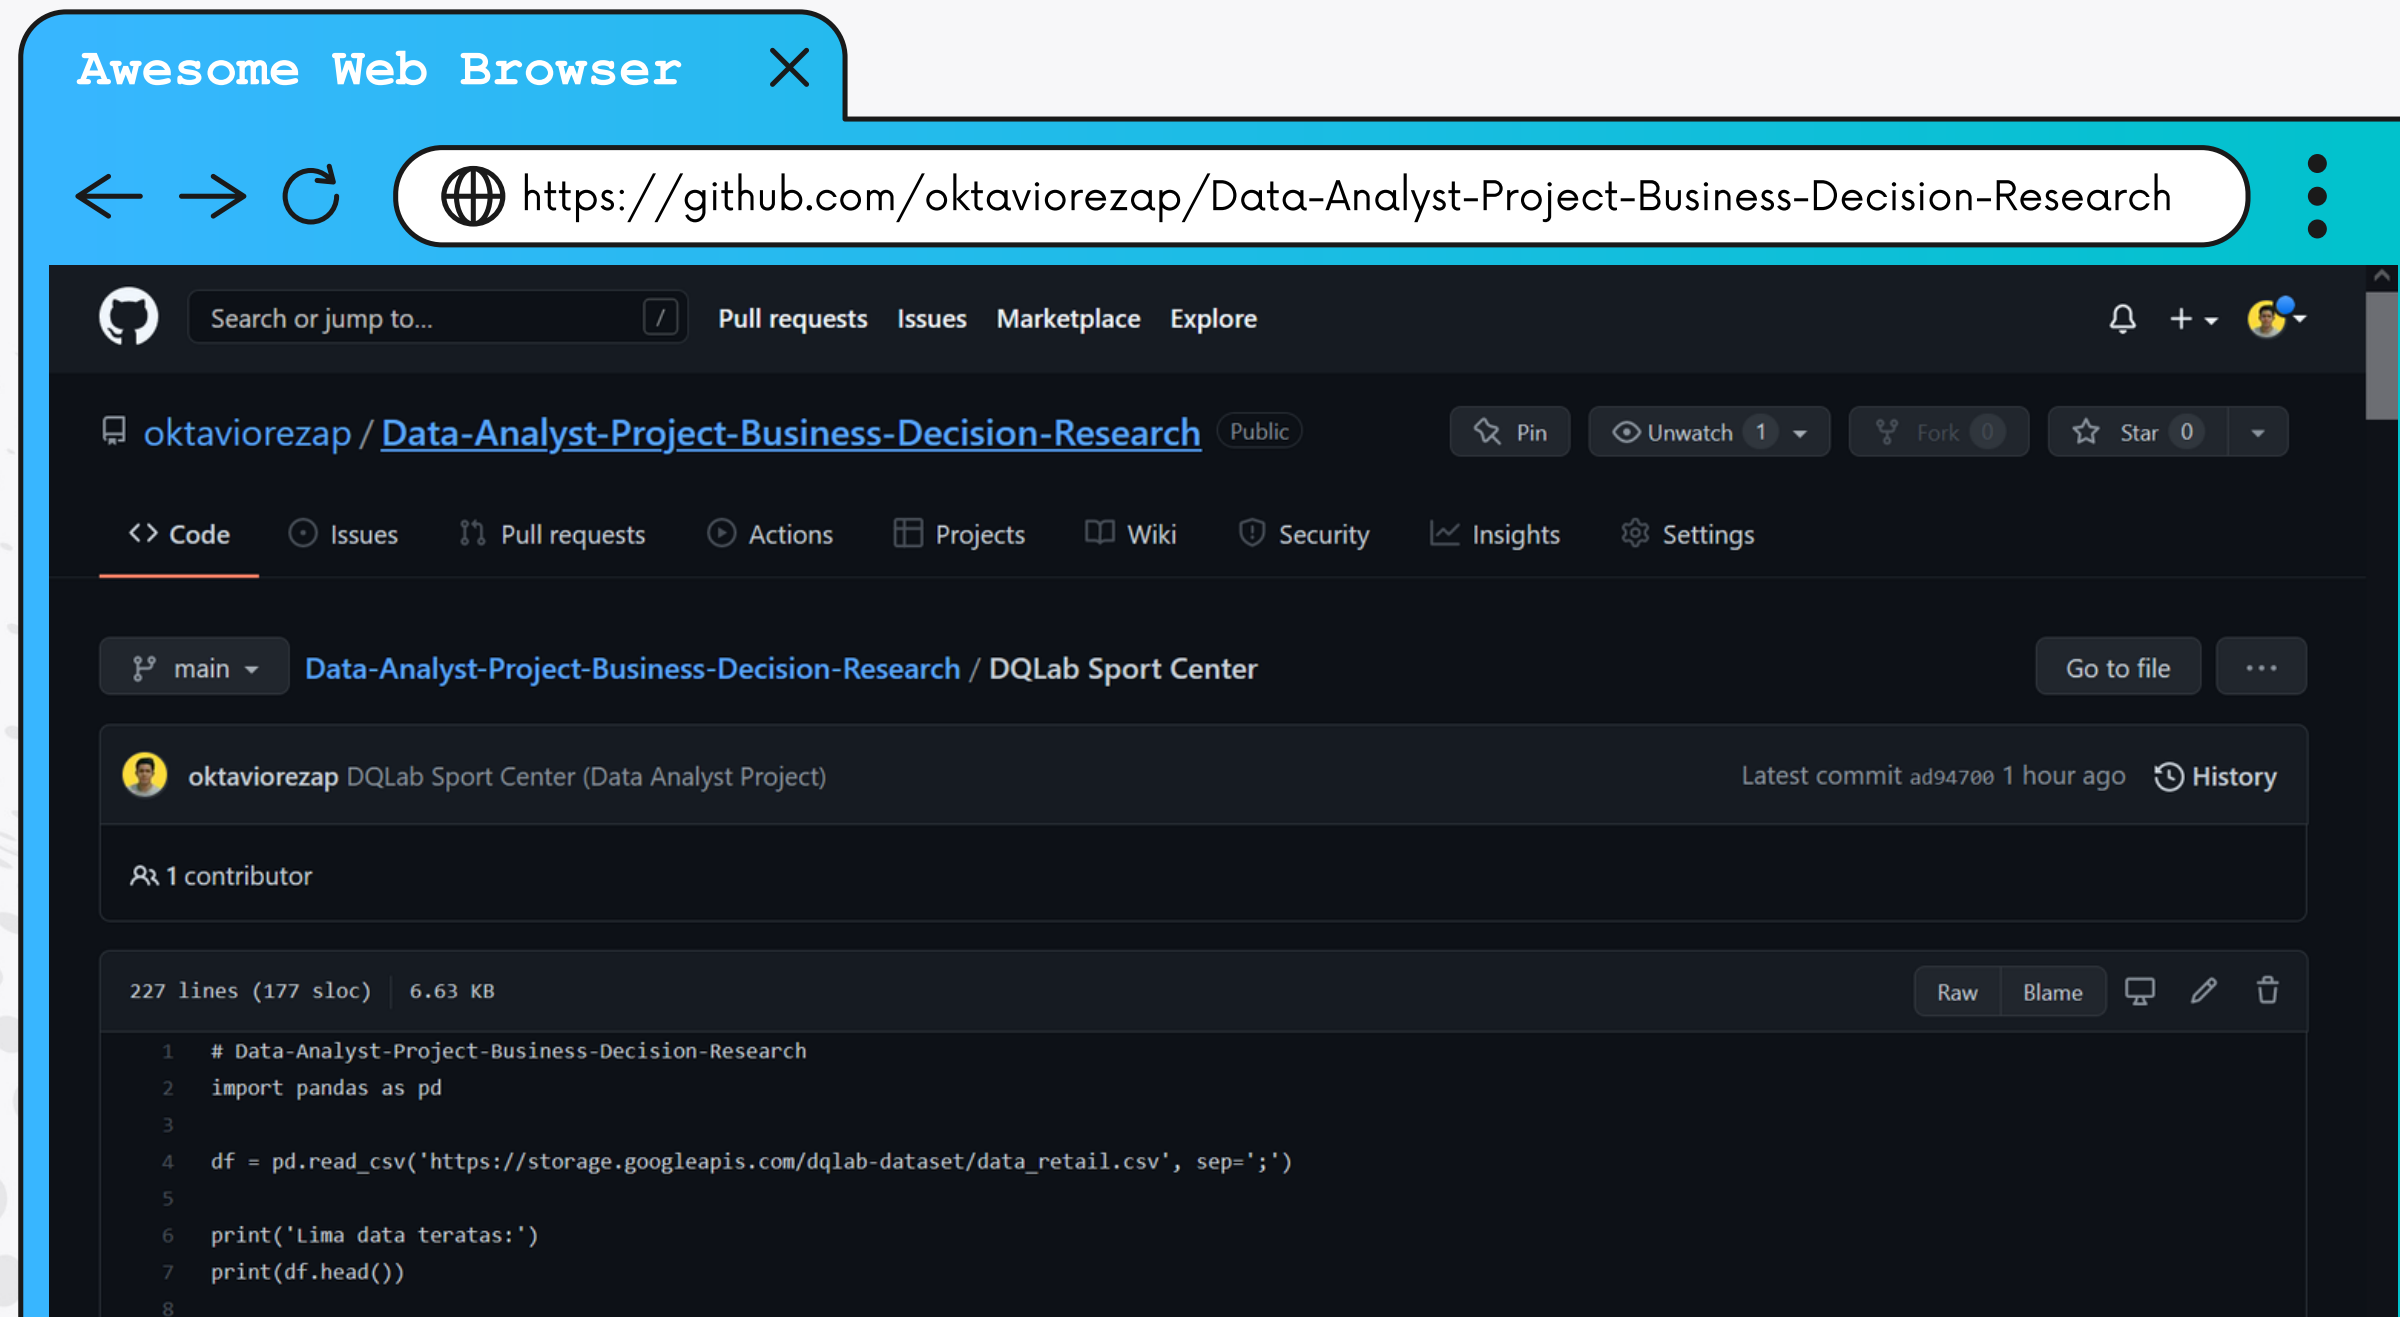 Awesome Web Browser
https://github.com/oktaviorezap/Data-Analyst-Project-Business-Decision-Research
Search or jump to... / Pull requests Issues Marketplace Explore
oktaviorezap / Data-Analyst-Project-Business-Decision-Research Public Pin Unwatch 1 Fork 0 Star 0
Code Issues Pull requests Actions Projects Wiki Security Insights Settings
main Data-Analyst-Project-Business-Decision-Research / DQLab Sport Center Go to file ...
oktaviorezap DQLab Sport Center (Data Analyst Project) Latest commit ad94700 1 hour ago History
1 contributor
227 lines (177 sloc) 6.63 KB Raw Blame
1 # Data-Analyst-Project-Business-Decision-Research
2 import pandas as pd
3
4 df = pd.read_csv('https://storage.googleapis.com/dqlab-dataset/data_retail.csv', sep=';')
5
6 print('Lima data teratas:')
7 print(df.head())
8